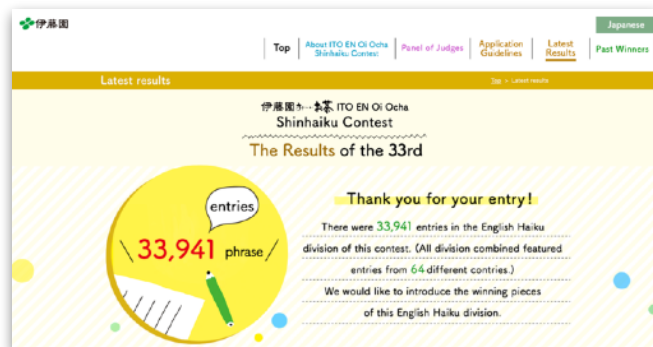 伊藤園
Japanese
Top
About ITO EN Oi Ocha
Shinhaiku Contest
Panel of Judges
Application
Guidelines
Latest
Results
Past Winners
Latest results
Top > Latest results
伊藤園 お〜いお茶 ITO EN Oi Ocha
Shinhaiku Contest
The Results of the 33rd
entries
33,941 phrase
Thank you for your entry!
There were 33,941 entries in the English Haiku
division of this contest. (All division combined featured
entries from 64 different contries.)
We would like to introduce the winning pieces
of this English Haiku division.